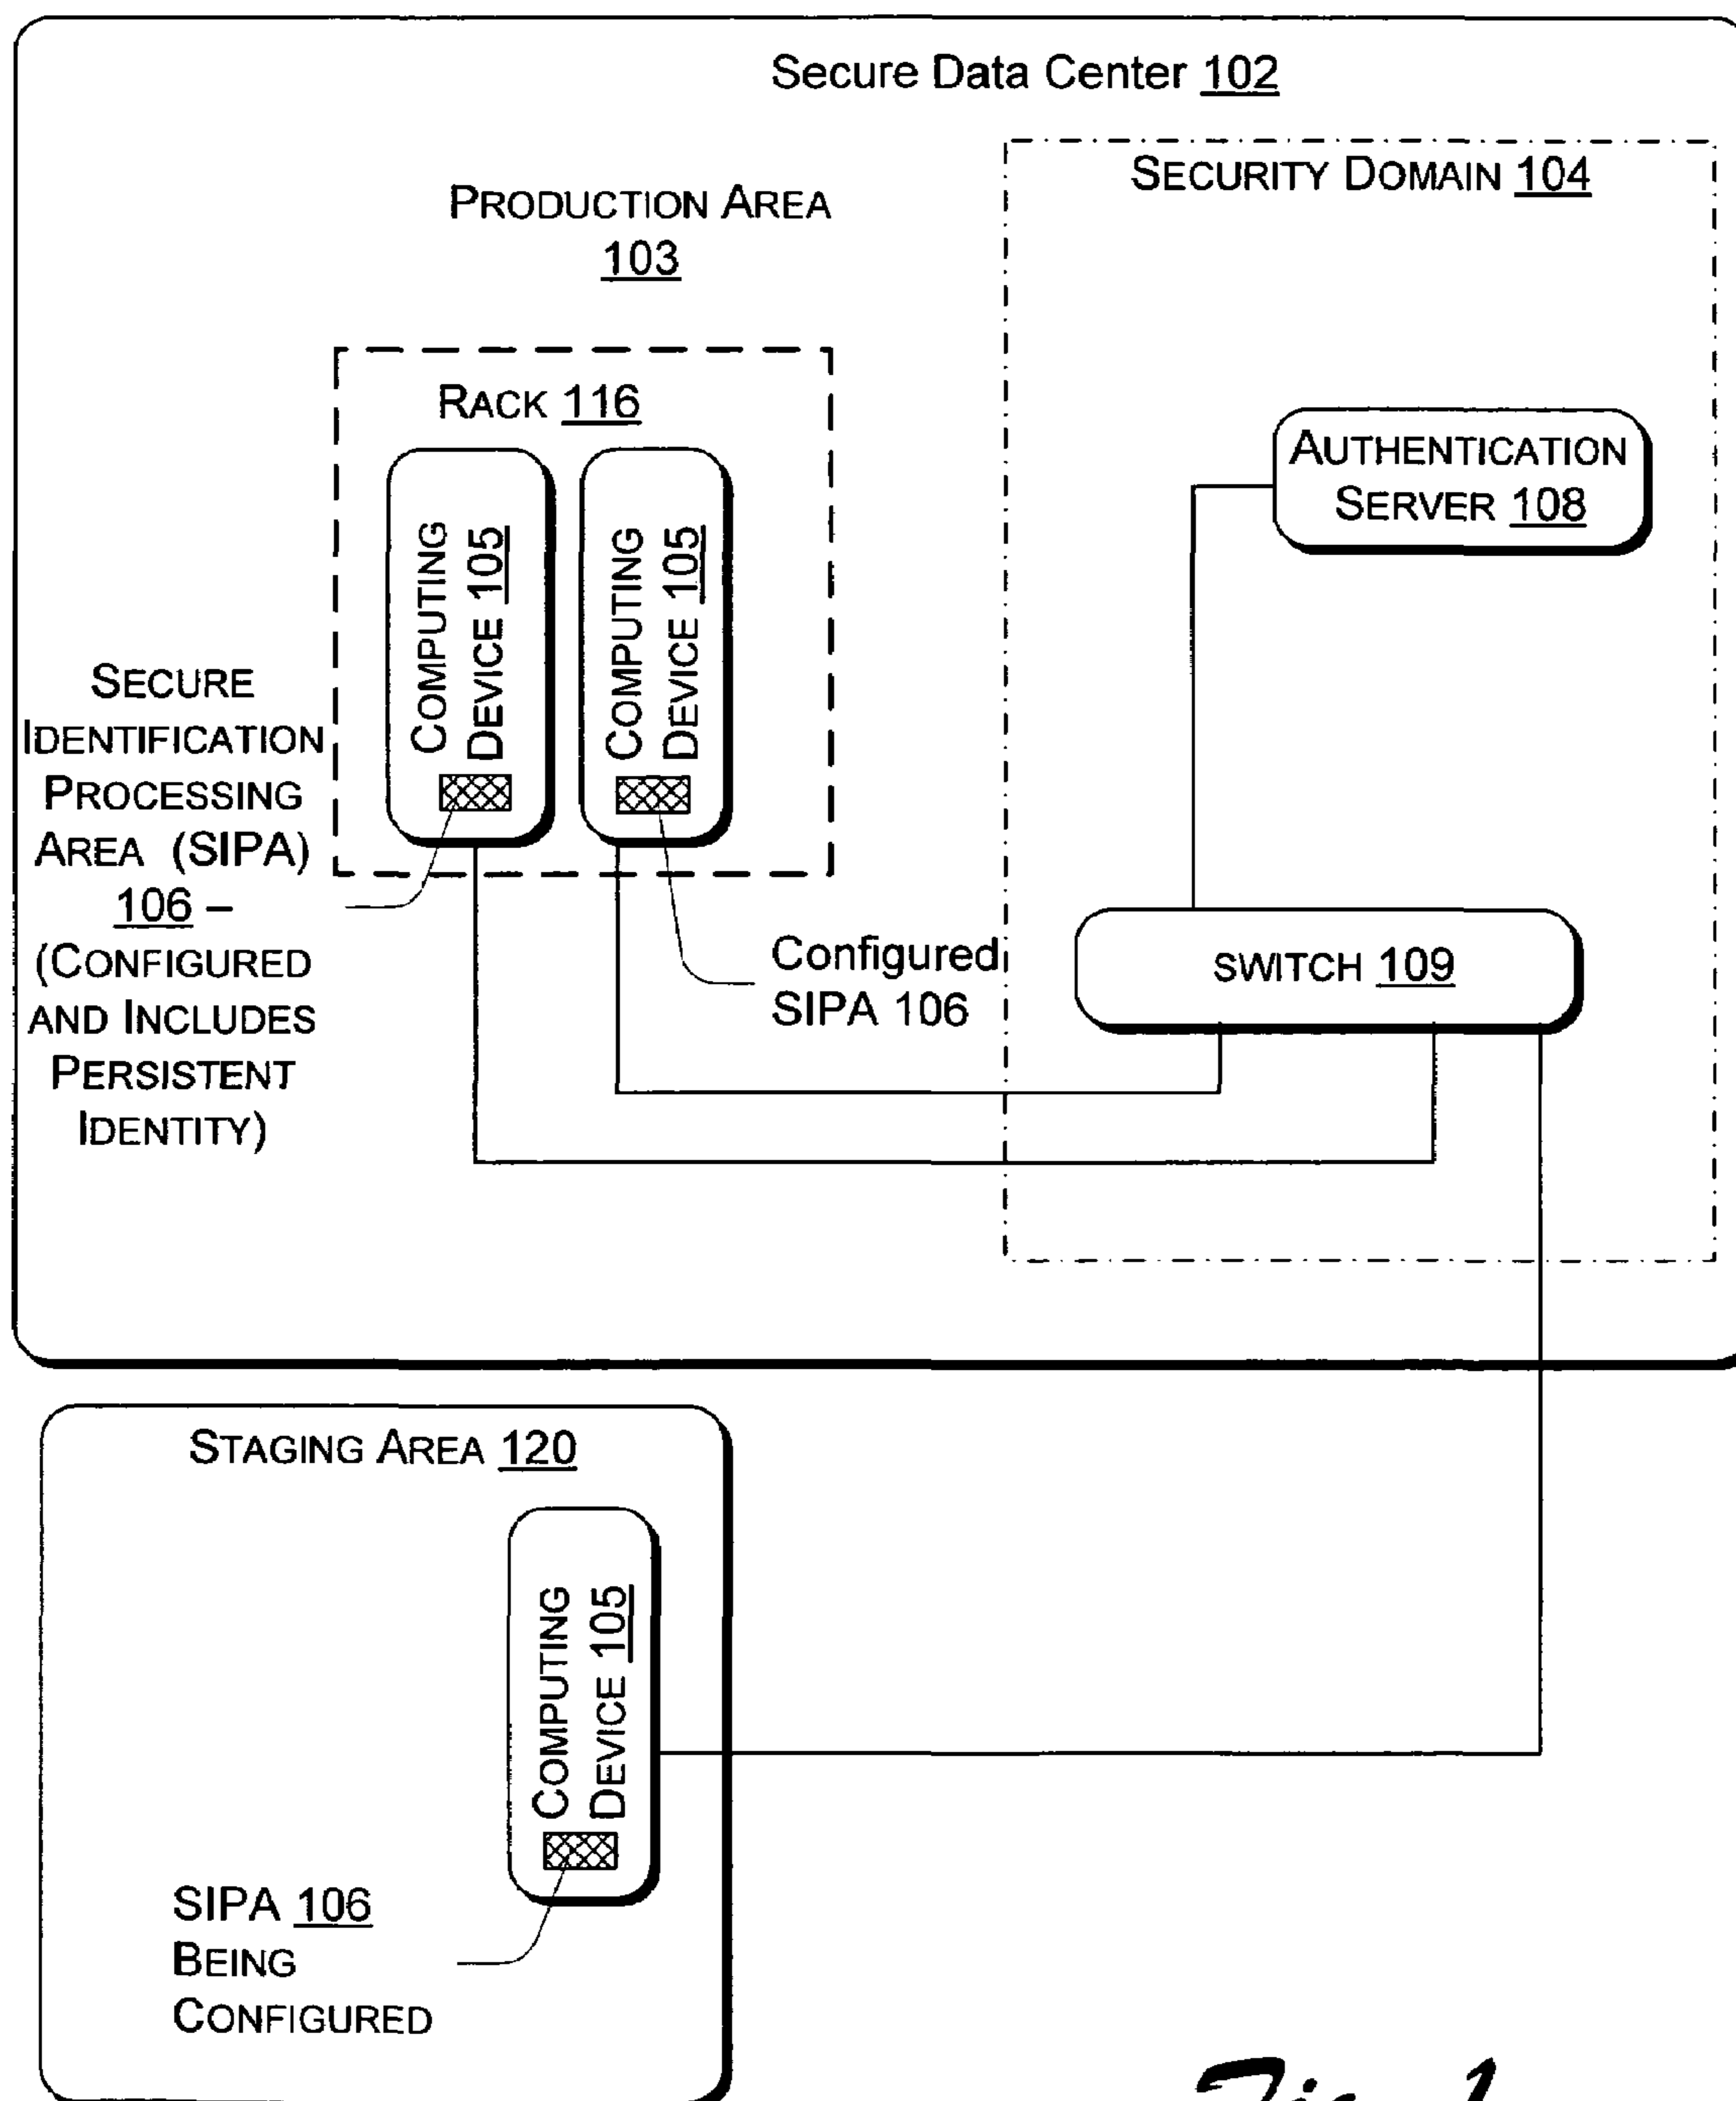 Secure Data Center 102
SECURITY DOMAIN 104
PRODUCTION AREA
103
RACK 116
COMPUTING
DEVICE 105
COMPUTING
DEVICE 105
AUTHENTICATION
SERVER 108
SECURE
IDENTIFICATION
PROCESSING
AREA (SIPA)
106 –
(CONFIGURED
AND INCLUDES
PERSISTENT
IDENTITY)
Configured
SIPA 106
SWITCH 109
STAGING AREA 120
COMPUTING
DEVICE 105
SIPA 106
BEING
CONFIGURED
Fig. 1